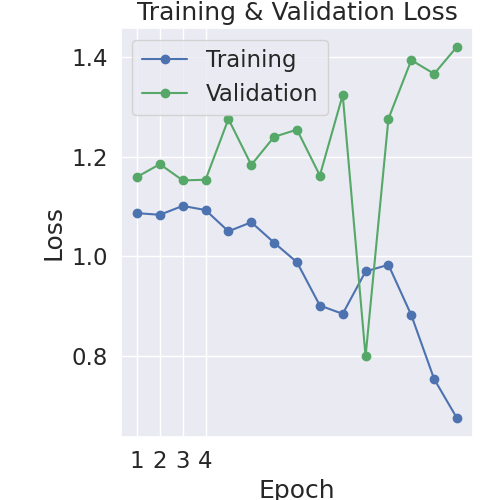 Training & Validation Loss
Training
Validation
1.4
1.2
1.0
0.8
Loss
1 2 3 4
Epoch